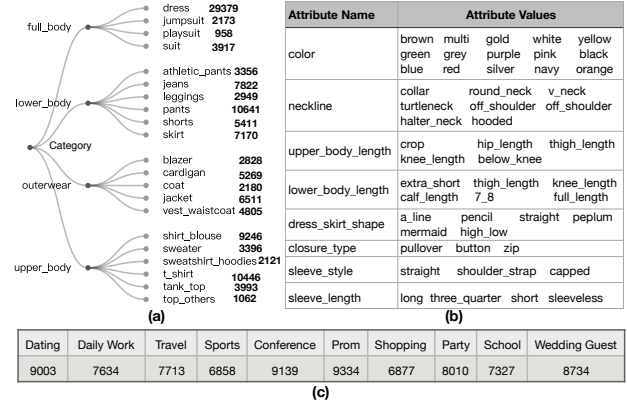 dress 29379
jumpsuit 2173
full_body
playsuit 958
suit 3917
athletic_pants 3356
jeans 7822
leggings 2949
lower_body
pants 10641
shorts 5411
skirt 7170
Category
blazer 2828
cardigan 5269
outerwear
coat 2180
jacket 6511
vest_waistcoat 4805
shirt_blouse 9246
sweater 3396
sweatshirt_hoodies 2121
upper_body
t_shirt 10446
tank_top 3993
top_others 1062
(a)
Attribute Name Attribute Values
color
brown multi gold white yellow
green grey purple pink black
blue red silver navy orange
neckline
collar round_neck v_neck
turtleneck off_shoulder off_shoulder
halter_neck hooded
upper_body_length
crop hip_length thigh_length
knee_length below_knee
lower_body_length
extra_short thigh_length knee_length
calf_length 7_8 full_length
dress_skirt_shape
a_line pencil straight peplum
mermaid high_low
closure_type pullover button zip
sleeve_style straight shoulder_strap capped
sleeve_length long three_quarter short sleeveless
(b)
Dating Daily Work Travel Sports Conference Prom Shopping Party School Wedding Guest
9003 7634 7713 6858 9139 9334 6877 8010 7327 8734
(c)